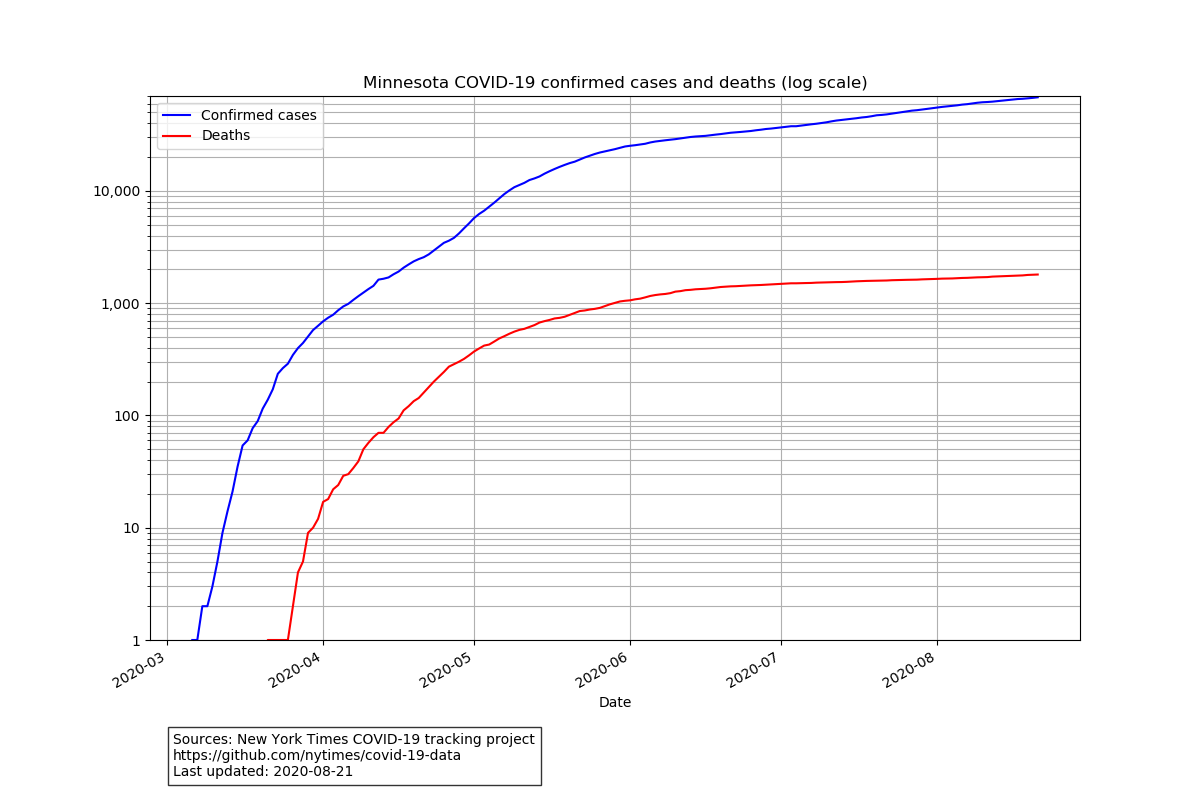 Minnesota COVID-19 confirmed cases and deaths (log scale)
Confirmed cases
Deaths
10,000
1,000
100
10
1
2020-03
2020-04
2020-05
2020-06
2020-07
2020-08
Date
Sources: New York Times COVID-19 tracking project
https://github.com/nytimes/covid-19-data
Last updated: 2020-08-21